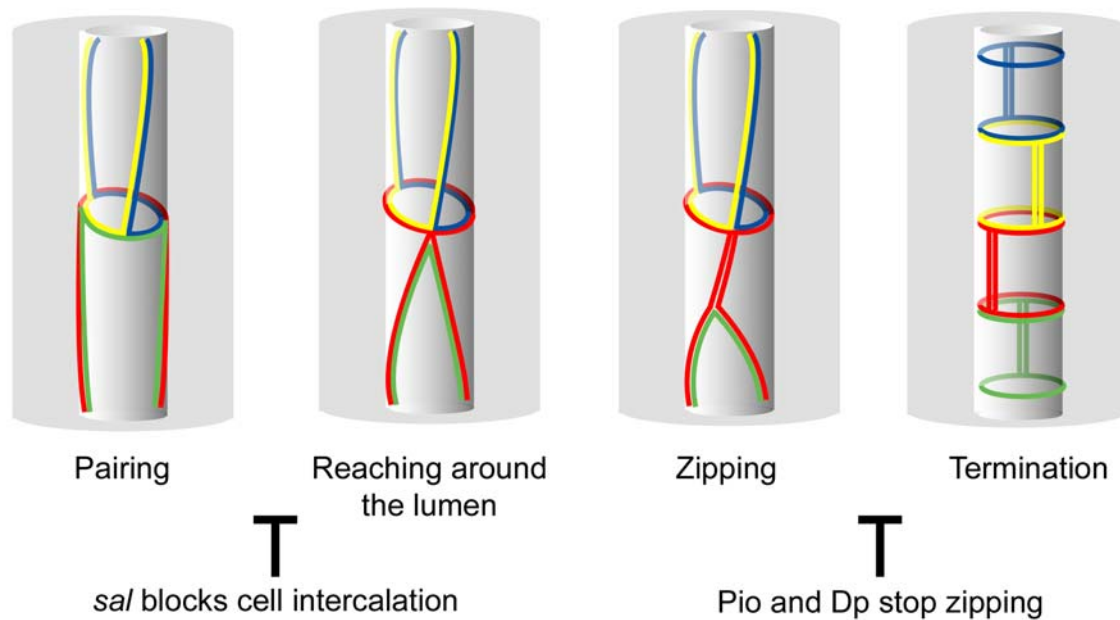 Pairing
Reaching around
the lumen
Zipping
Termination
sal blocks cell intercalation
Pio and Dp stop zipping